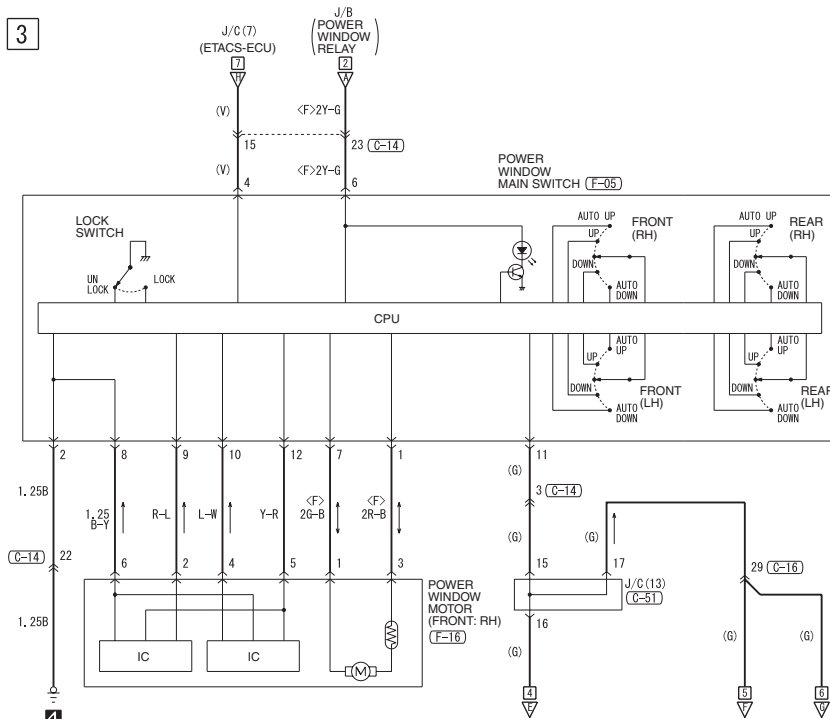 3
J/C(7)
(ETACS-ECU)
7
H
J/B
(POWER
WINDOW
RELAY)
2
A
(V)
<F>2Y-G
15
23 C-14
(V)
<F>2Y-G
4
6
POWER
WINDOW
MAIN SWITCH F-05
LOCK
SWITCH
UN
LOCK
LOCK
AUTO UP
UP
DOWN
AUTO
DOWN
FRONT
(RH)
AUTO UP
UP
DOWN
AUTO
DOWN
REAR
(RH)
CPU
AUTO
UP
UP
DOWN
AUTO
DOWN
FRONT
(LH)
AUTO
UP
UP
DOWN
AUTO
DOWN
REAR
(LH)
2
8
9
10
12
7
1
11
1.25B
1.25
B-Y
R-L
L-W
Y-R
<F>
2G-B
<F>
2R-B
(G)
3 C-14
C-14 22
(G)
(G)
6
2
4
5
1
3
15
17
29 C-16
1.25B
IC
IC
M
POWER
WINDOW
MOTOR
(FRONT: RH)
F-16
J/C(13)
C-51
16
(G)
(G)
(G)
4
4
E
5
F
6
G